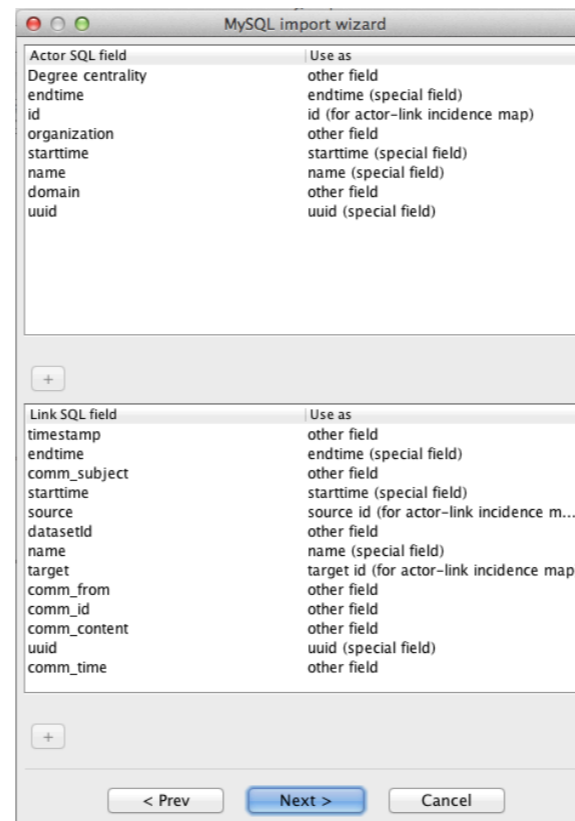 MySQL import wizard
Actor SQL field Use as
Degree centrality other field
endtime endtime (special field)
id id (for actor-link incidence map)
organization other field
starttime starttime (special field)
name name (special field)
domain other field
uuid uuid (special field)
+
Link SQL field Use as
timestamp other field
endtime endtime (special field)
comm_subject other field
starttime starttime (special field)
source source id (for actor-link incidence m...
datasetId other field
name name (special field)
target target id (for actor-link incidence map
comm_from other field
comm_id other field
comm_content other field
uuid uuid (special field)
comm_time other field
+
< Prev Next > Cancel